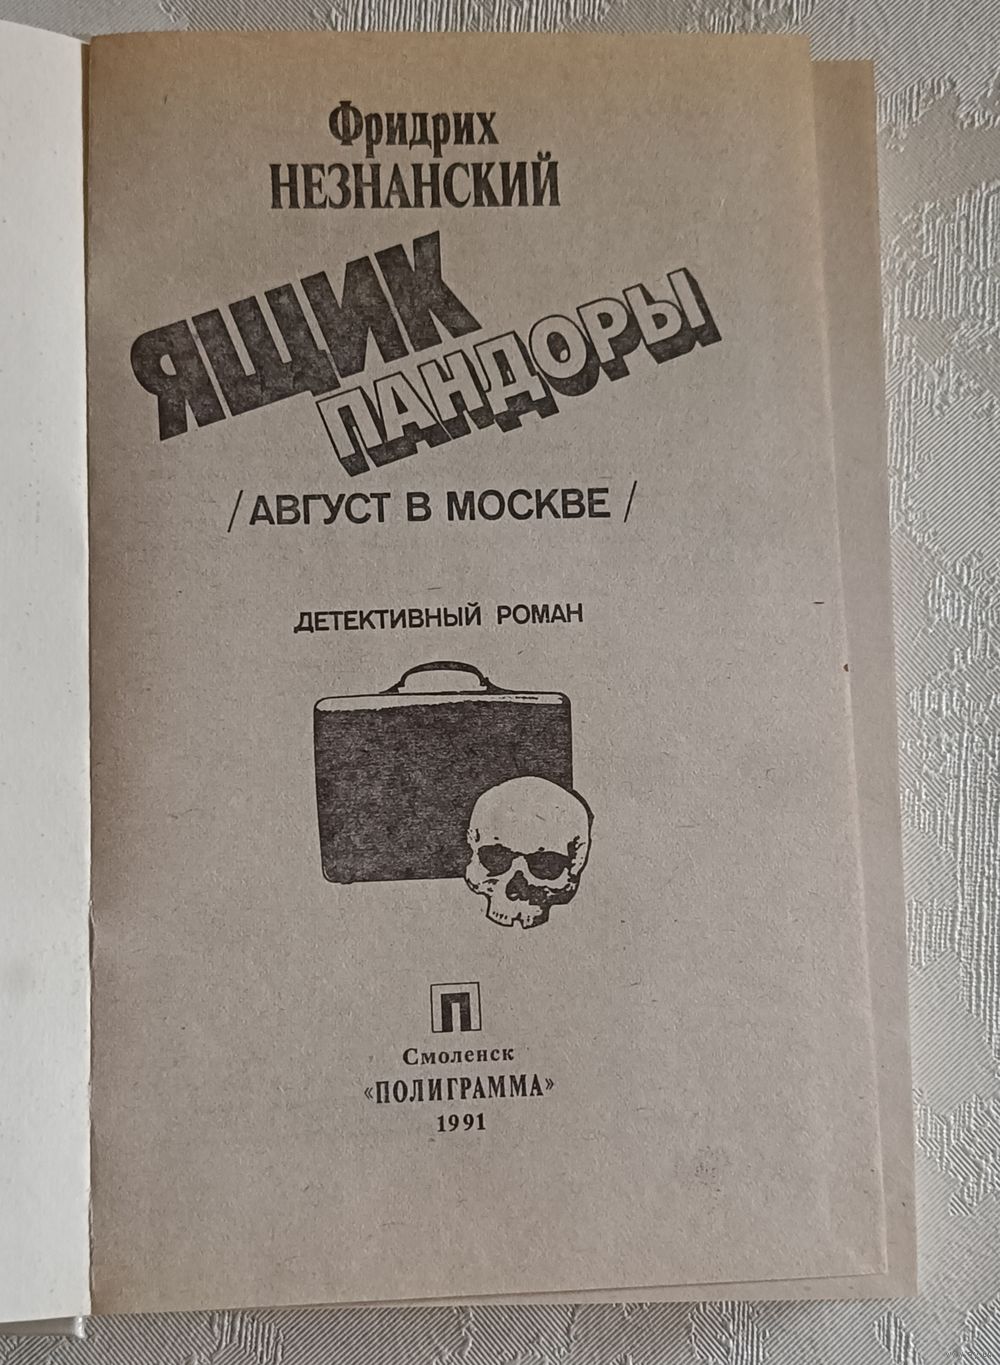 Фридрих
НЕЗНАНСКИЙ
ЯЩИК
ПАНДОРЫ
/АВГУСТ В МОСКВЕ/
ДЕТЕКТИВНЫЙ РОМАН
П
Смоленск
«ПОЛИГРАММА»
1991